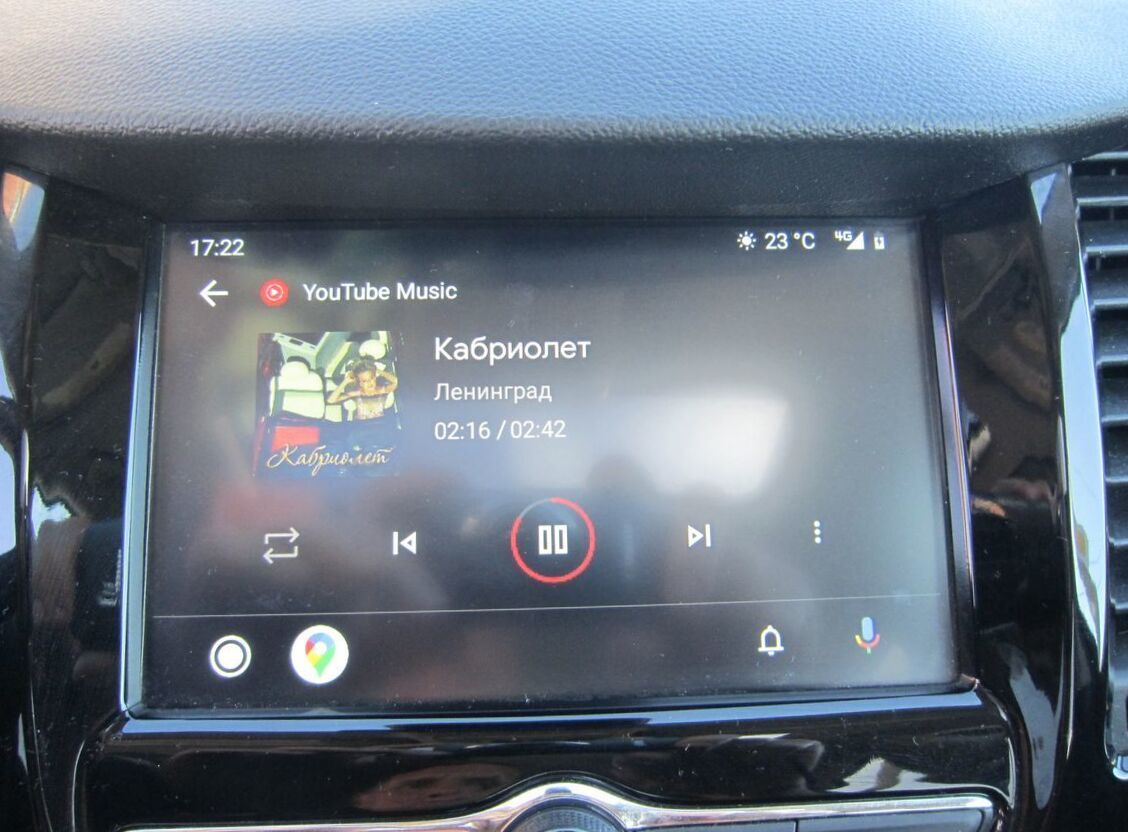 17:22
23 °C 4G
YouTube Music
Кабриолет
Ленинград
02:16 / 02:42
Кабриолет